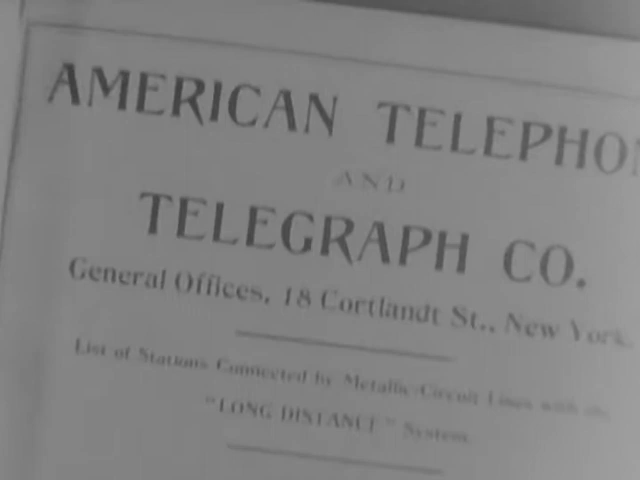 AMERICAN TELEPHON
AND
TELEGRAPH CO.
General Offices, 18 Cortlandt St., New York.
List of Stations Connected by Metallic Circuit Lines with the
"LONG DISTANCE" System.